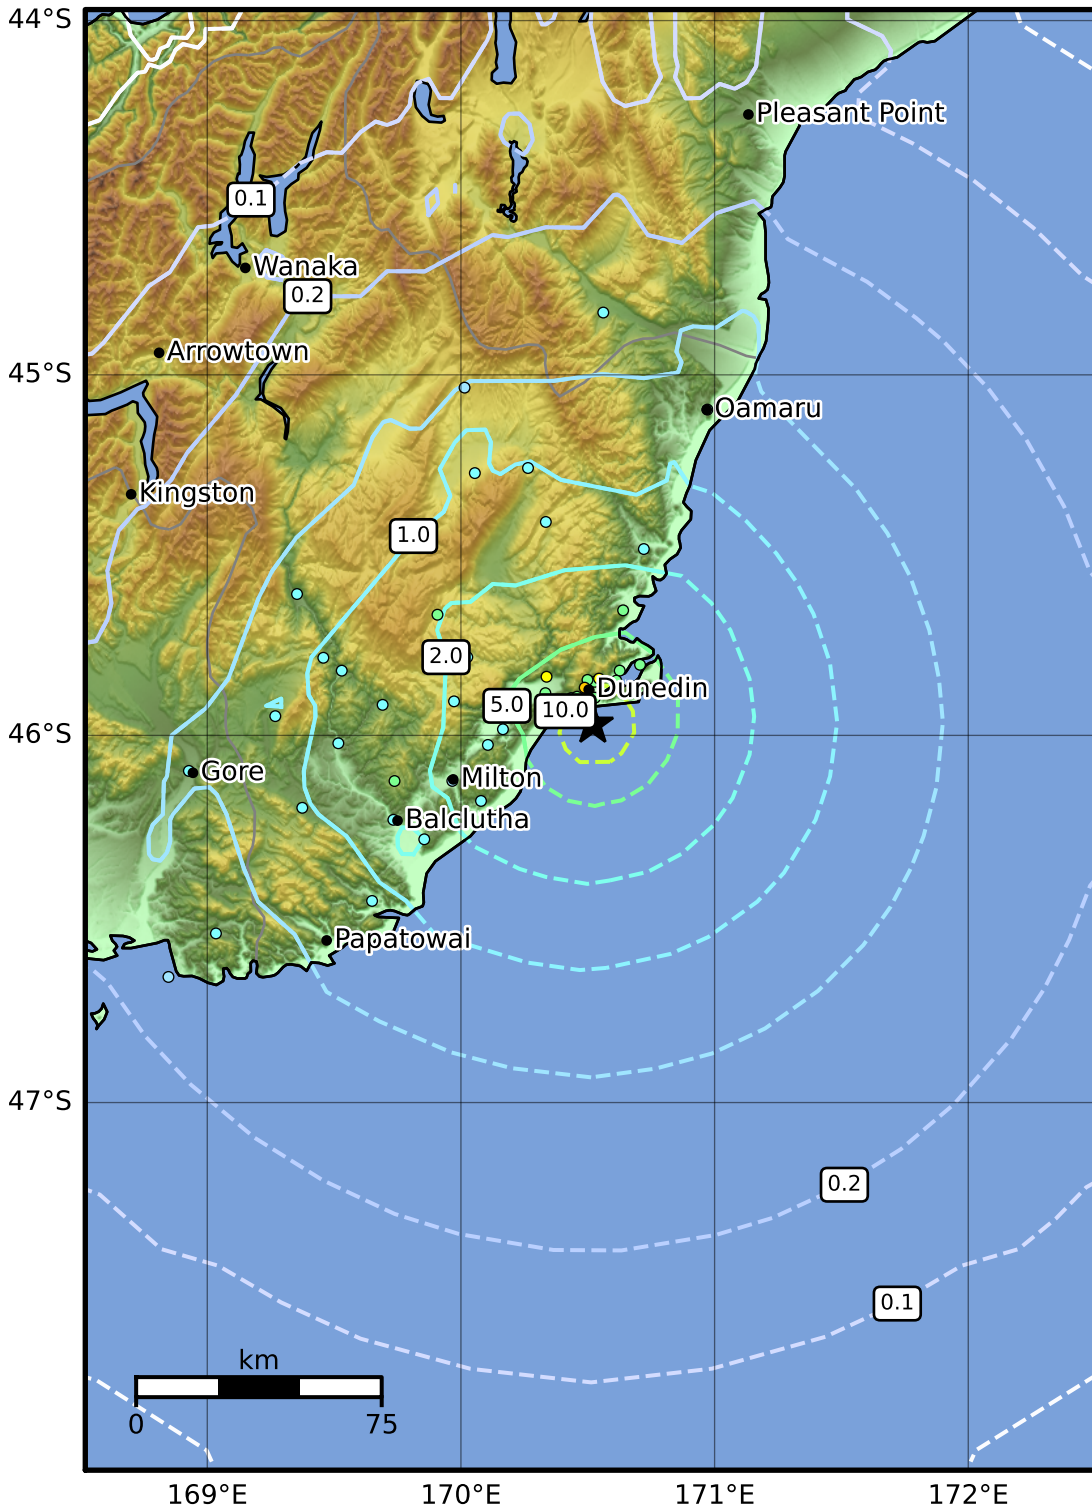 44°S
Pleasant Point
0.1
Wanaka
0.2
Arrowtown
45°S
Oamaru
Kingston
1.0
2.0
Dunedin
5.0
10.0
46°S
Gore
Milton
Balclutha
Papatowai
47°S
0.2
0.1
km
0
75
169°E
170°E
171°E
172°E